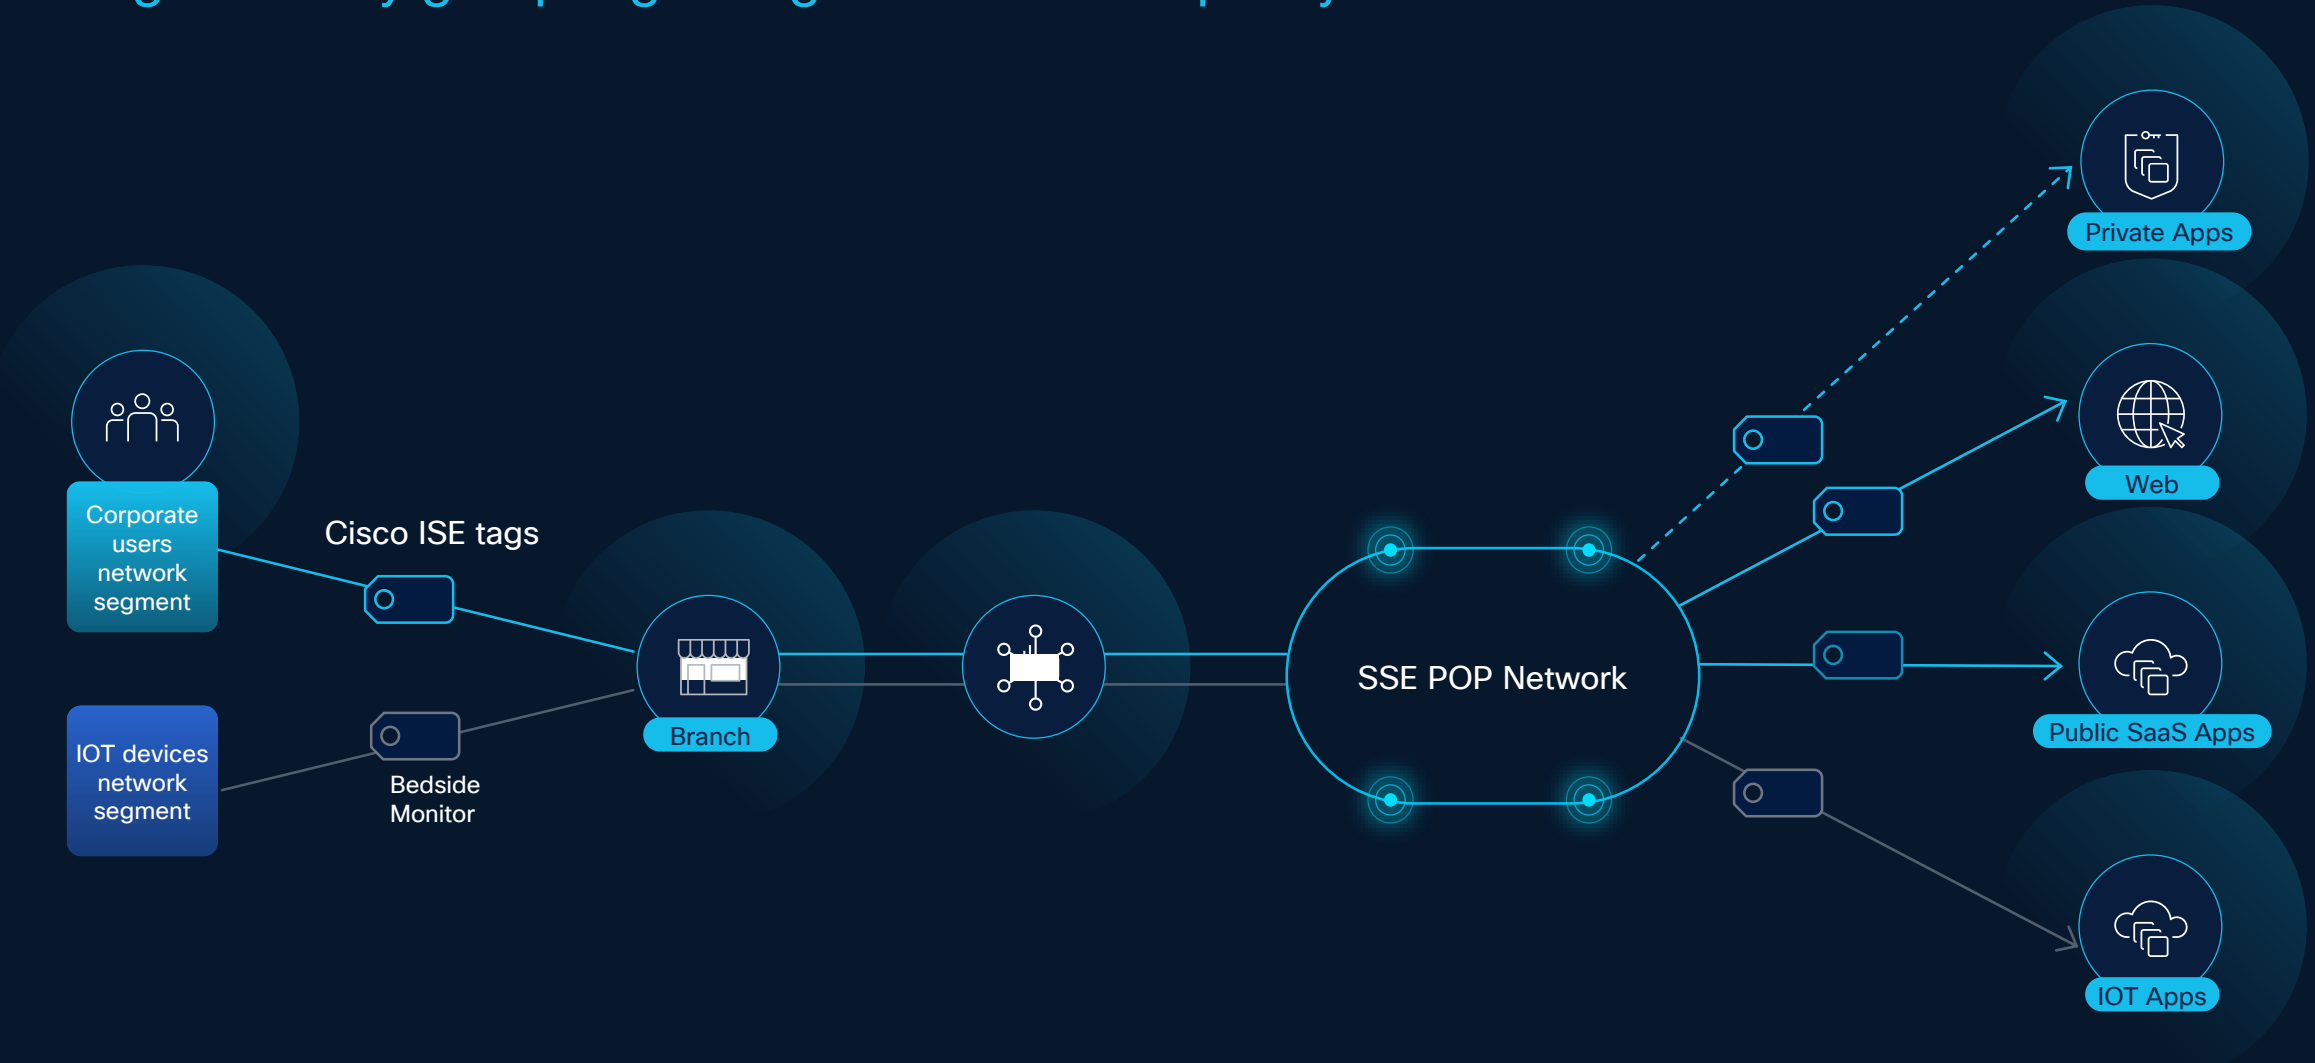 Corporate
users
network
segment
Cisco ISE tags
IOT devices
network
segment
Bedside
Monitor
Branch
SSE POP Network
Private Apps
Web
Public SaaS Apps
IOT Apps